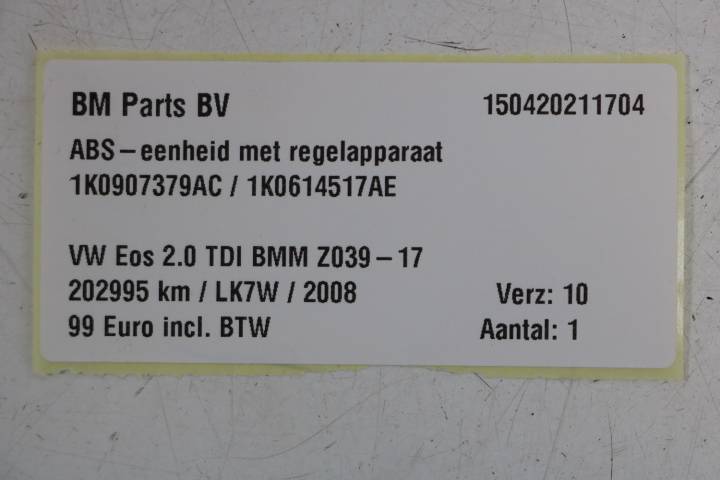 BM Parts BV 150420211704
ABS-eenheid met regelapparaat
1K0907379AC / 1K0614517AE
VW Eos 2.0 TDI BMM Z039-17
202995 km / LK7W / 2008 Verz: 10
99 Euro incl. BTW Aantal: 1